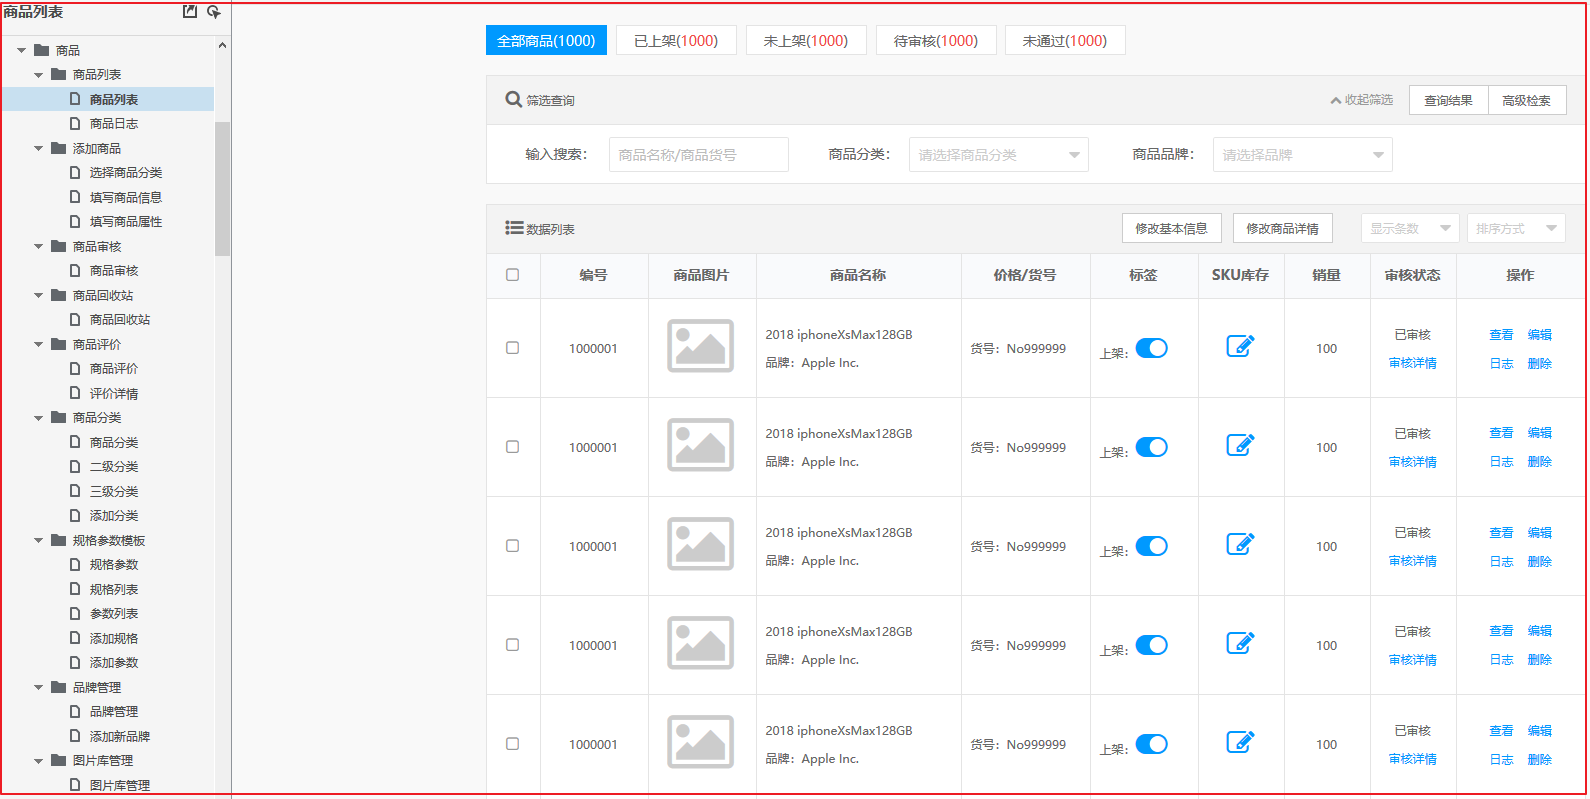 商品列表
商品
商品列表
商品列表
商品日志
添加商品
选择商品分类
填写商品信息
填写商品属性
商品审核
商品审核
商品回收站
商品回收站
商品评价
商品评价
评价详情
商品分类
商品分类
二级分类
三级分类
添加分类
规格参数模板
规格参数
规格列表
参数列表
添加规格
添加参数
品牌管理
品牌管理
添加新品牌
图片库管理
图片库管理
全部商品(1000) 已上架(1000) 未上架(1000) 待审核(1000) 未通过(1000)
筛选查询 收起筛选 查询结果 高级检索
输入搜索： 商品名称/商品货号 商品分类： 请选择商品分类 商品品牌： 请选择品牌
数据列表 修改基本信息 修改商品详情 显示条数 排序方式
编号 商品图片 商品名称 价格/货号 标签 SKU库存 销量 审核状态 操作
2018 iphoneXsMax128GB 已审核 查看 编辑
1000001 货号：No999999 上架： 100
品牌：Apple Inc. 审核详情 日志 删除
2018 iphoneXsMax128GB 已审核 查看 编辑
1000001 货号：No999999 上架： 100
品牌：Apple Inc. 审核详情 日志 删除
2018 iphoneXsMax128GB 已审核 查看 编辑
1000001 货号：No999999 上架： 100
品牌：Apple Inc. 审核详情 日志 删除
2018 iphoneXsMax128GB 已审核 查看 编辑
1000001 货号：No999999 上架： 100
品牌：Apple Inc. 审核详情 日志 删除
2018 iphoneXsMax128GB 已审核 查看 编辑
1000001 货号：No999999 上架： 100
品牌：Apple Inc. 审核详情 日志 删除